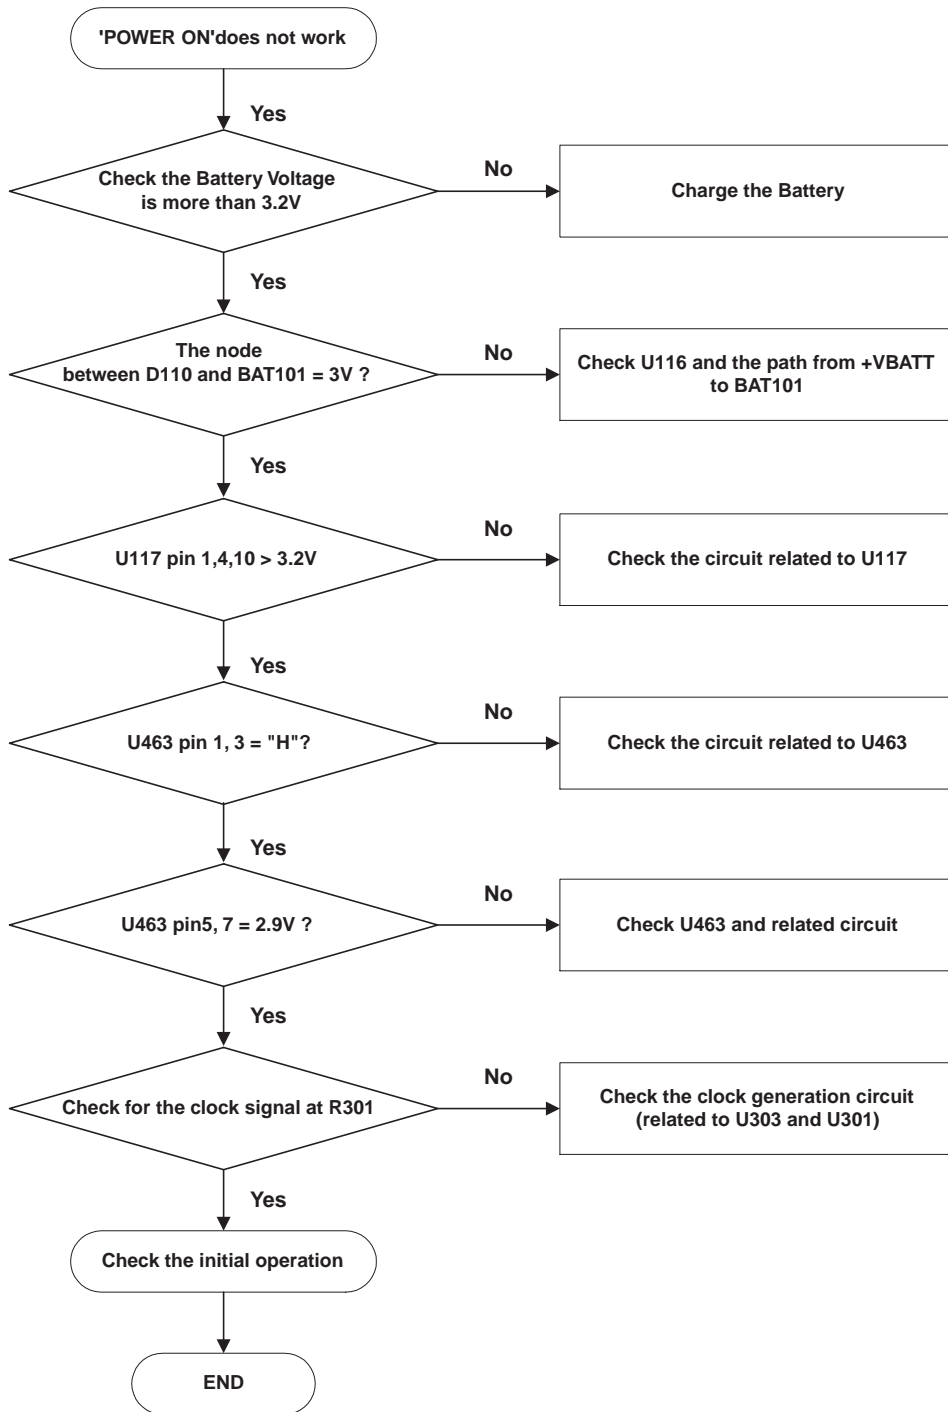 'POWER ON'does not work
Yes
Check the Battery Voltage
is more than 3.2V
No
Charge the Battery
Yes
The node
between D110 and BAT101 = 3V ?
No
Check U116 and the path from +VBATT
to BAT101
Yes
U117 pin 1,4,10 > 3.2V
No
Check the circuit related to U117
Yes
U463 pin 1, 3 = "H"?
No
Check the circuit related to U463
Yes
U463 pin5, 7 = 2.9V ?
No
Check U463 and related circuit
Yes
Check for the clock signal at R301
No
Check the clock generation circuit
(related to U303 and U301)
Yes
Check the initial operation
END